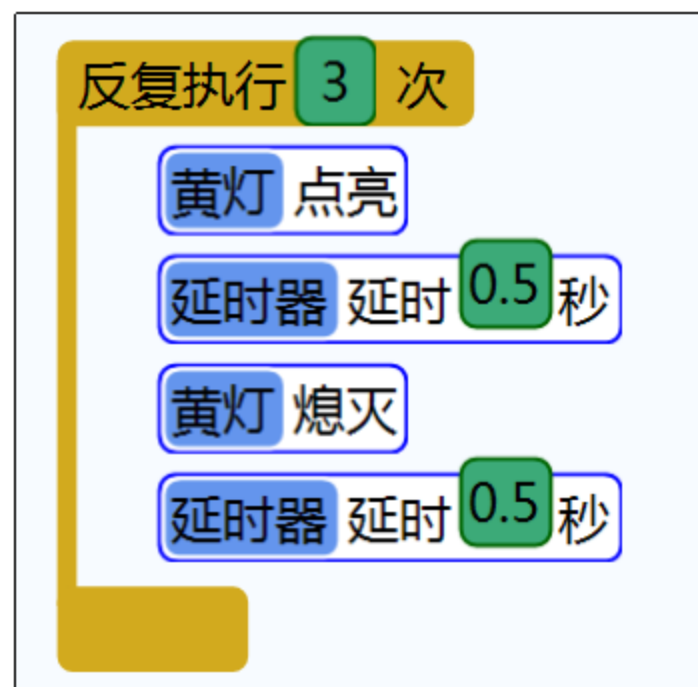 反复执行 3 次
黄灯 点亮
延时器 延时 0.5 秒
黄灯 熄灭
延时器 延时 0.5 秒